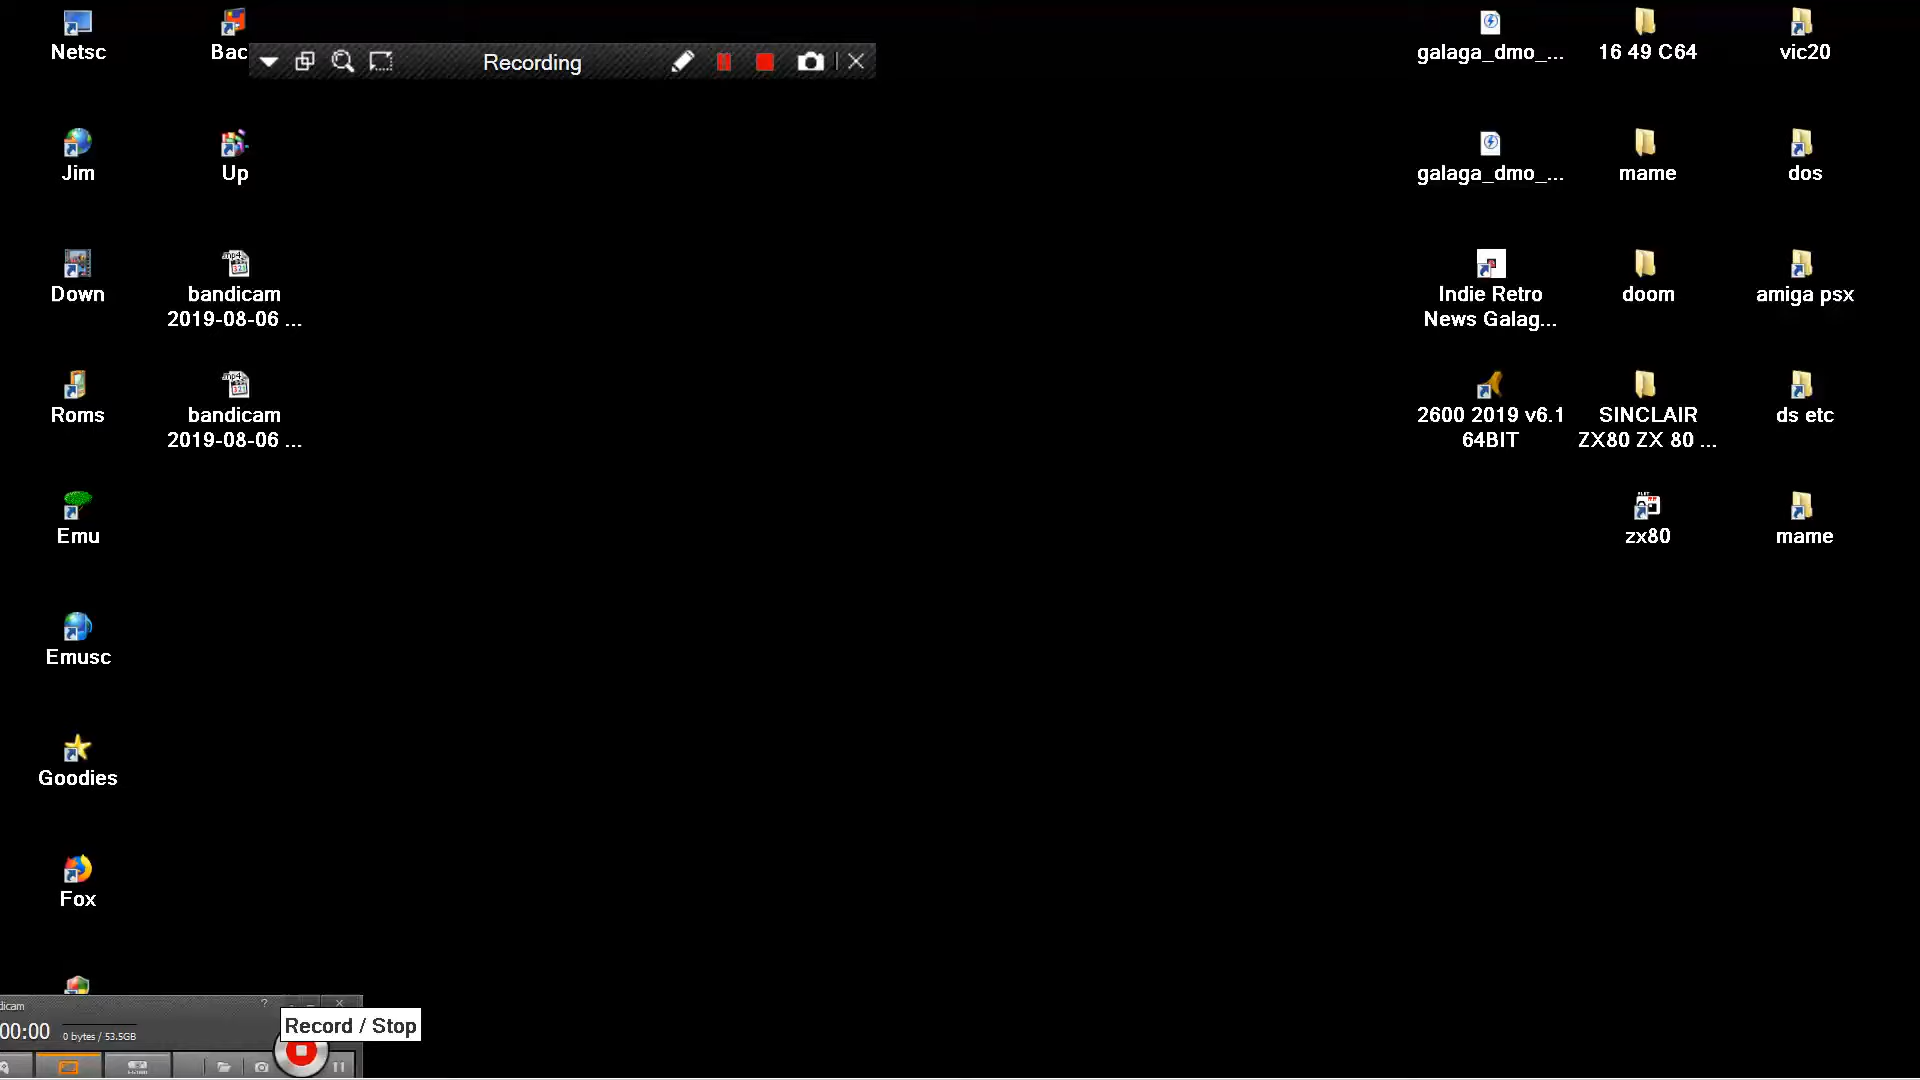 Netsc
Bac
Recording
galaga_dmo_...
16 49 C64
vic20
Jim
Up
galaga_dmo_...
mame
dos
Down
bandicam
2019-08-06 ...
Indie Retro
News Galag...
doom
amiga psx
Roms
bandicam
2019-08-06 ...
2600 2019 v6.1
64BIT
SINCLAIR
ZX80 ZX 80 ...
ds etc
Emu
zx80
mame
Emusc
Goodies
Fox
dicam
?
00:00
0 bytes / 53.5GB
Record / Stop